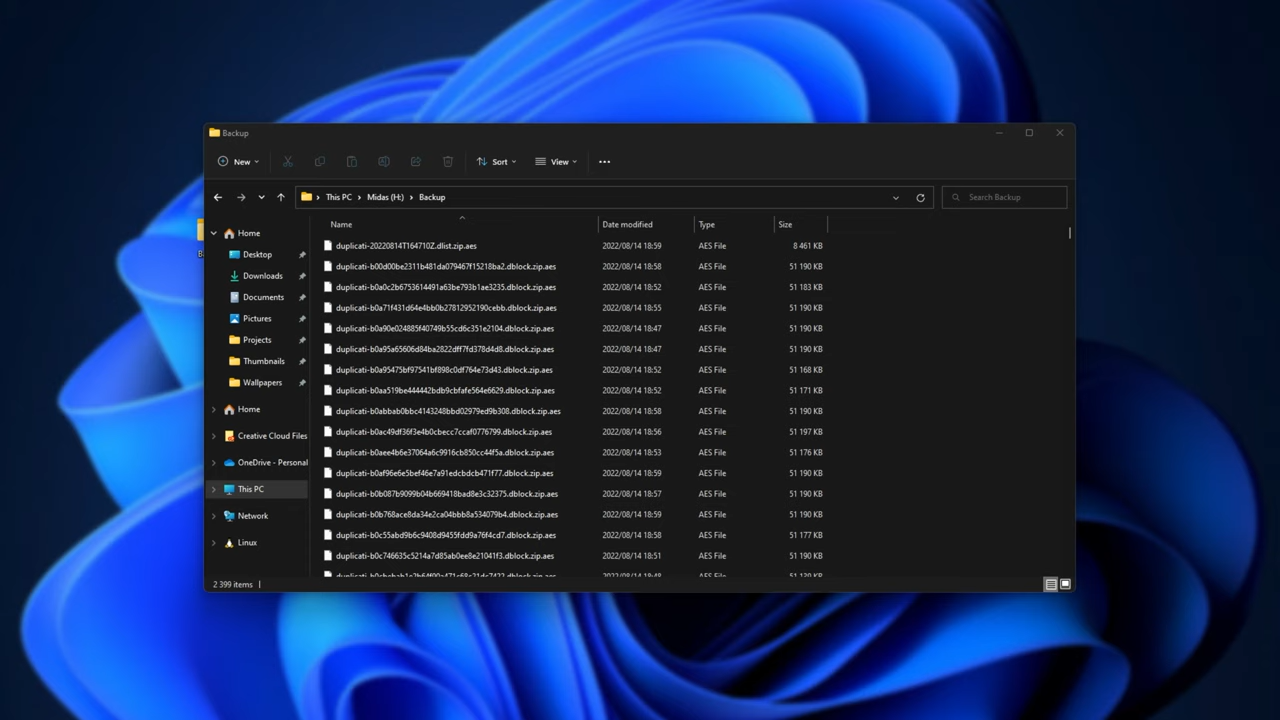 Backup
New
Sort
View
This PC > Midas (H:) > Backup
Search Backup
Name Date modified Type Size
Home
Desktop
Downloads
Documents
Pictures
Projects
Thumbnails
Wallpapers
Home
Creative Cloud Files
OneDrive - Personal
This PC
Network
Linux
duplicati-20220814T164710Z.dlist.zip.aes 2022/08/14 18:59 AES File 8 461 KB
duplicati-b00d00be2311b481da079467f15218ba2.dblock.zip.aes 2022/08/14 18:58 AES File 51 190 KB
duplicati-b0a0c2b6753614491a63be793b1ae3235.dblock.zip.aes 2022/08/14 18:52 AES File 51 183 KB
duplicati-b0a71f431d64e4bb0b27812952190cebb.dblock.zip.aes 2022/08/14 18:55 AES File 51 190 KB
duplicati-b0a90e024885f40749b55cd6c351e2104.dblock.zip.aes 2022/08/14 18:47 AES File 51 190 KB
duplicati-b0a95a65606d84ba2822dff7fd378d4d8.dblock.zip.aes 2022/08/14 18:47 AES File 51 190 KB
duplicati-b0a95475bf97541bf898c0df764e73d43.dblock.zip.aes 2022/08/14 18:52 AES File 51 168 KB
duplicati-b0aa519be444442bdb9cbfafe564e6629.dblock.zip.aes 2022/08/14 18:52 AES File 51 171 KB
duplicati-b0abbab0bbc4143248bbd02979ed9b308.dblock.zip.aes 2022/08/14 18:58 AES File 51 190 KB
duplicati-b0ac49df36f3e4b0cbecc7ccaf0776799.dblock.zip.aes 2022/08/14 18:56 AES File 51 197 KB
duplicati-b0aee4b6e37064a6c9916cb850cc44f5a.dblock.zip.aes 2022/08/14 18:53 AES File 51 176 KB
duplicati-b0af96e6e5bef46e7a91edcbdcb471f77.dblock.zip.aes 2022/08/14 18:59 AES File 51 190 KB
duplicati-b0b087b9099b04b669418bad8e3c32375.dblock.zip.aes 2022/08/14 18:57 AES File 51 190 KB
duplicati-b0b768ace8da34e2ca04bbb8a534079b4.dblock.zip.aes 2022/08/14 18:59 AES File 51 190 KB
duplicati-b0c55abd9b6c9408d9455fdd9a76f4cd7.dblock.zip.aes 2022/08/14 18:58 AES File 51 177 KB
duplicati-b0c746635c5214a7d85ab0ee8e21041f3.dblock.zip.aes 2022/08/14 18:51 AES File 51 190 KB
2 399 items